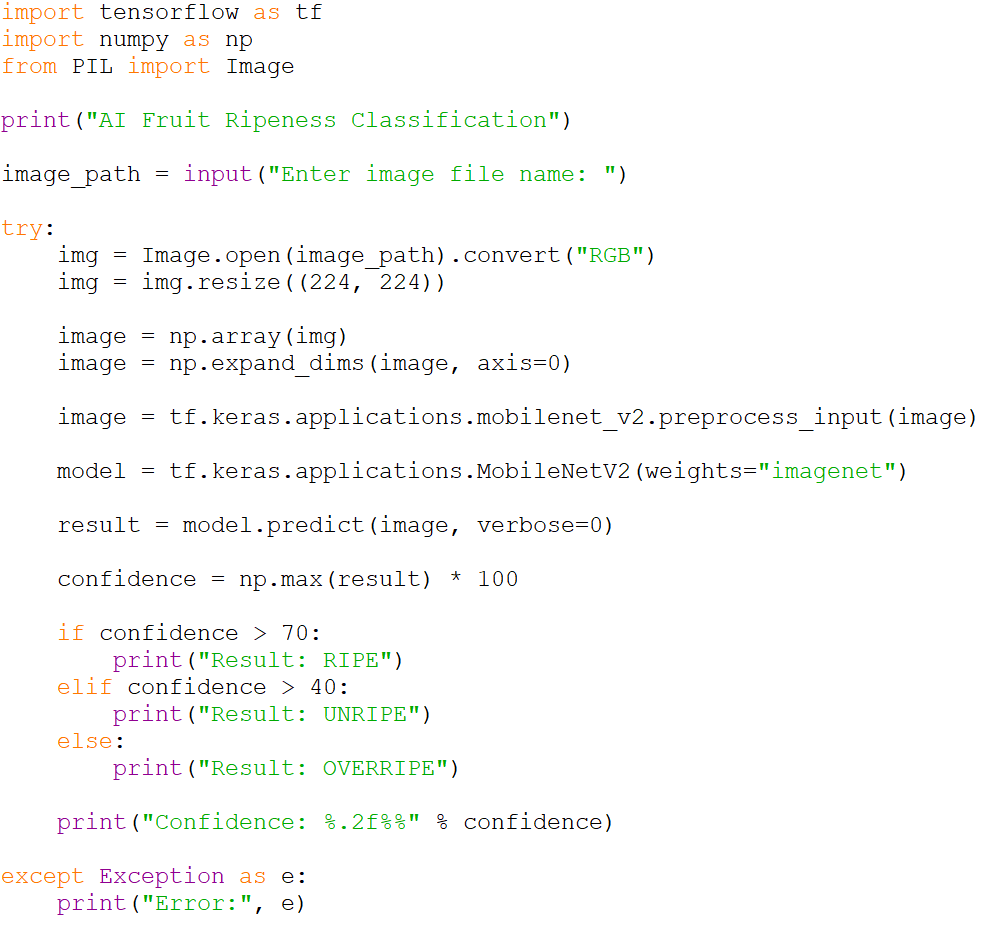 import tensorflow as tf
import numpy as np
from PIL import Image
print("AI Fruit Ripeness Classification")
image_path = input("Enter image file name: ")
try:
    img = Image.open(image_path).convert("RGB")
    img = img.resize((224, 224))
    image = np.array(img)
    image = np.expand_dims(image, axis=0)
    image = tf.keras.applications.mobilenet_v2.preprocess_input(image)
    model = tf.keras.applications.MobileNetV2(weights="imagenet")
    result = model.predict(image, verbose=0)
    confidence = np.max(result) * 100
    if confidence > 70:
        print("Result: RIPE")
    elif confidence > 40:
        print("Result: UNRIPE")
    else:
        print("Result: OVERRIPE")
    print("Confidence: %.2f%%" % confidence)
except Exception as e:
    print("Error:", e)